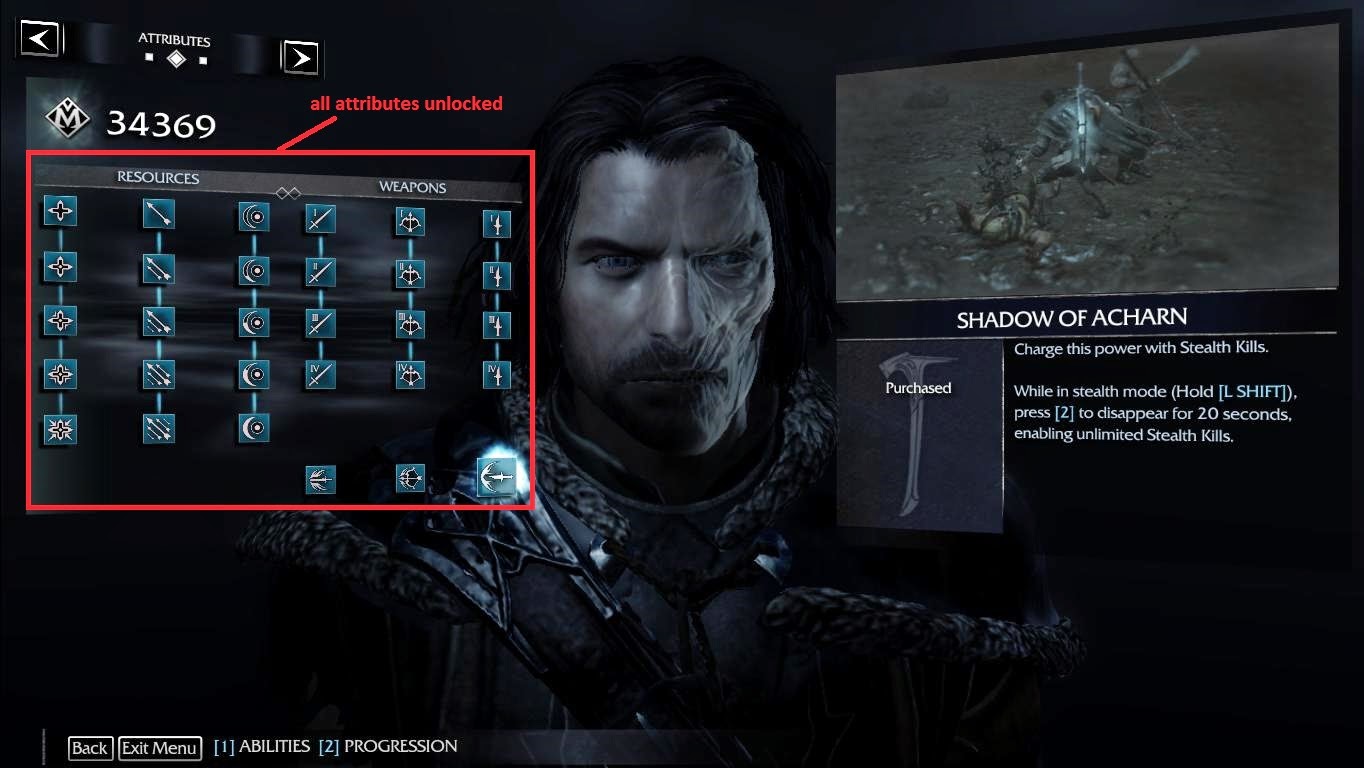 ATTRIBUTES
34369
all attributes unlocked
RESOURCES
WEAPONS
I
I
I
II
II
II
III
III
III
IV
IV
IV
SHADOW OF ACHARN
Purchased
Charge this power with Stealth Kills.
While in stealth mode (Hold [L SHIFT]),
press [2] to disappear for 20 seconds,
enabling unlimited Stealth Kills.
Back Exit Menu [1] ABILITIES [2] PROGRESSION